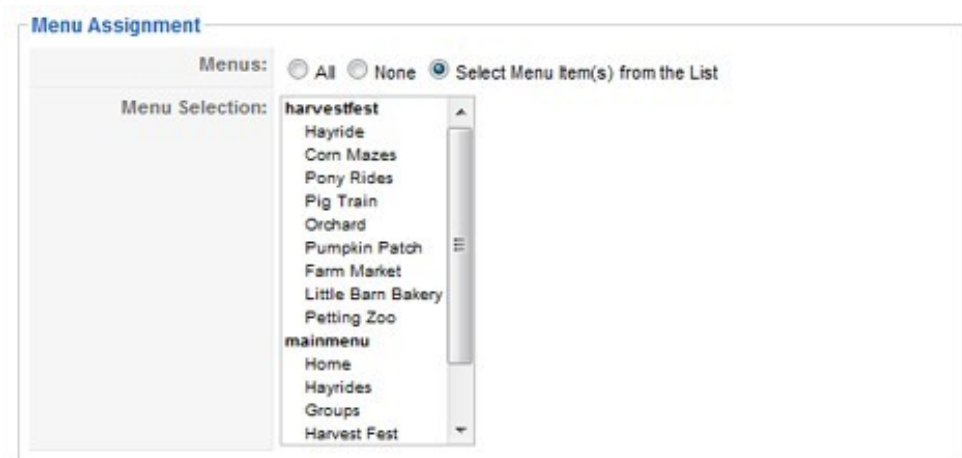 Menu Assignment
Menus: All None Select Menu Item(s) from the List
Menu Selection: harvestfest
Hayride
Corn Mazes
Pony Rides
Pig Train
Orchard
Pumpkin Patch
Farm Market
Little Barn Bakery
Petting Zoo
mainmenu
Home
Hayrides
Groups
Harvest Fest